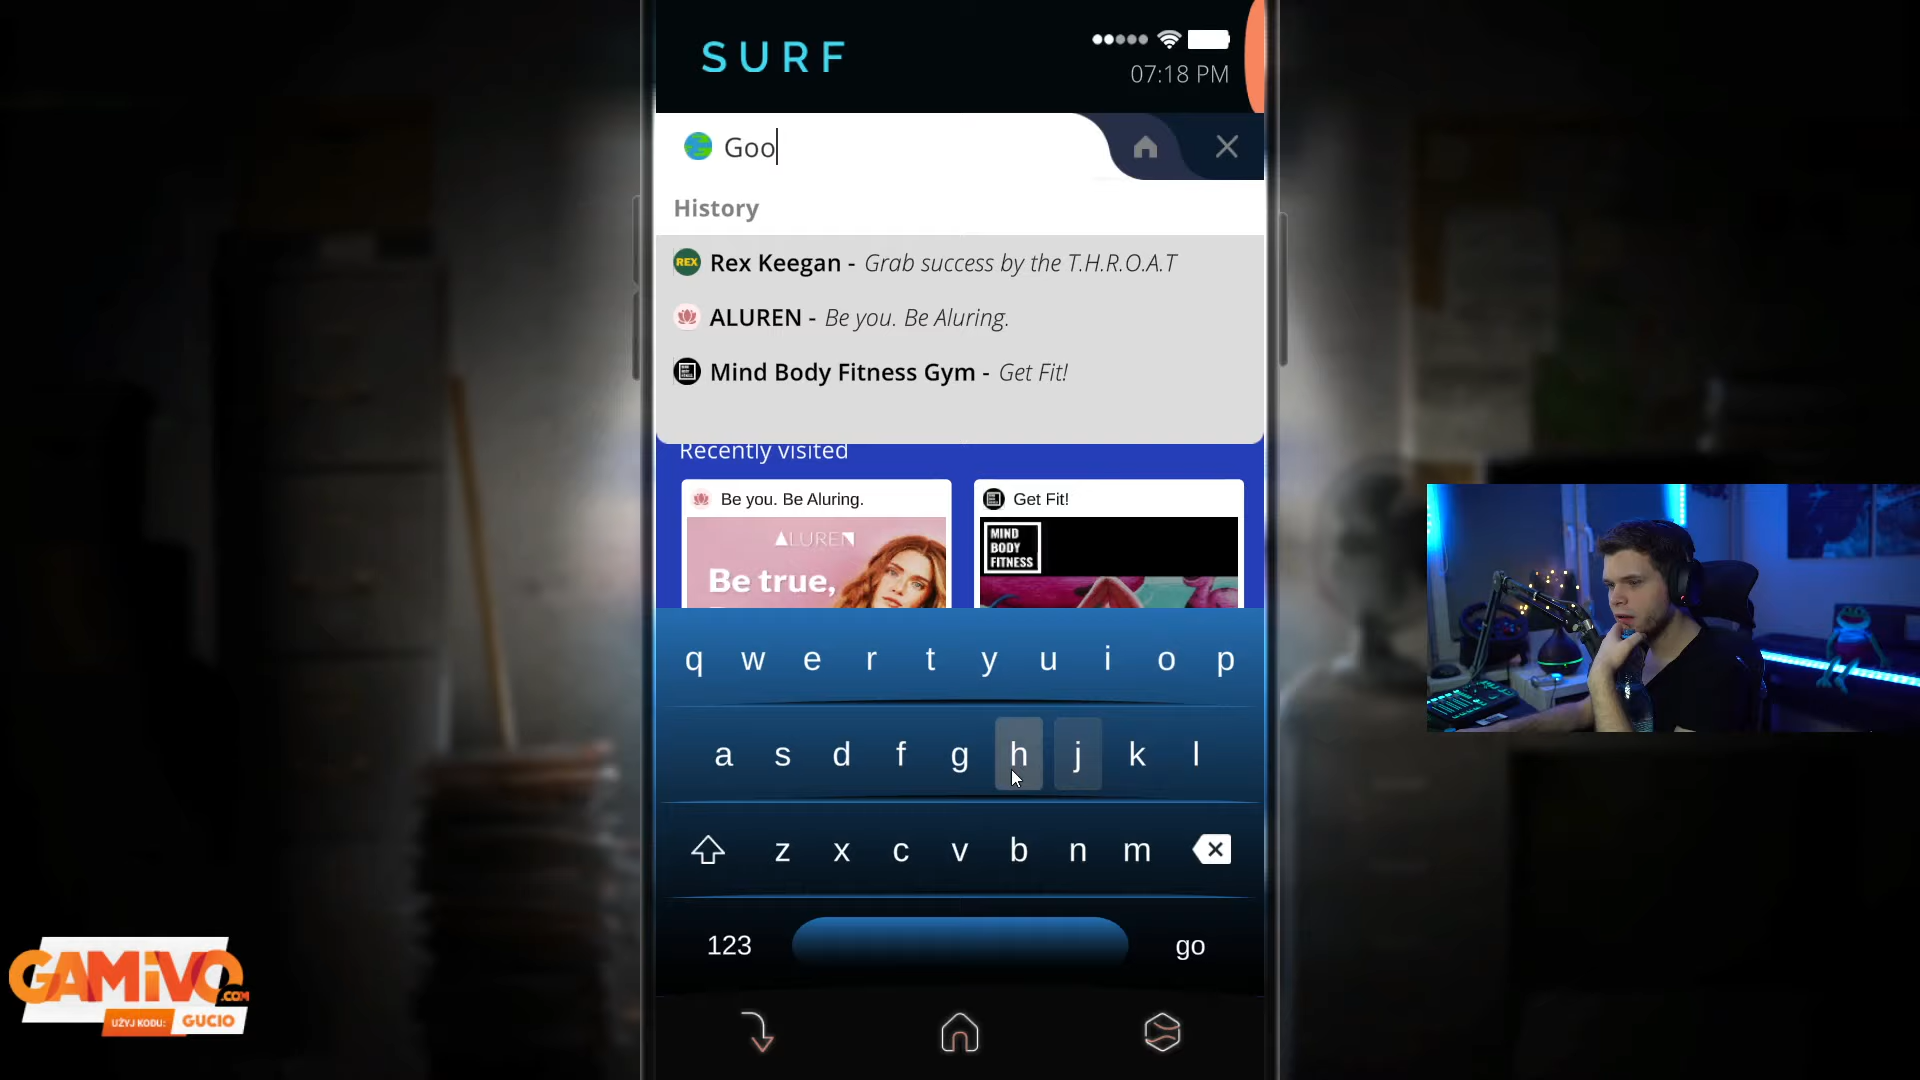 SURF
07:18 PM
Goo
History
REX Rex Keegan - Grab success by the T.H.R.O.A.T
ALUREN - Be you. Be Aluring.
Mind Body Fitness Gym - Get Fit!
Recently visited
Be you. Be Aluring.
Get Fit!
ALUREN
Be true,
MIND
BODY
FITNESS
q w e r t y u i o p
a s d f g h j k l
z x c v b n m
123
go
GAMIVO.COM
UŻYJ KODU: GUCIO